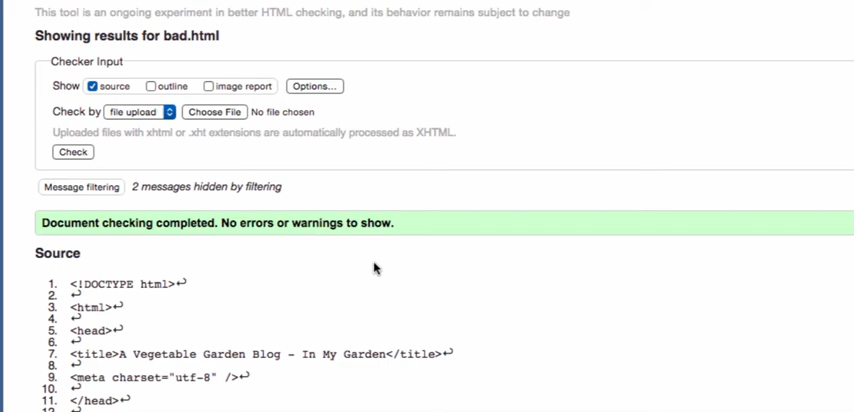 This tool is an ongoing experiment in better HTML checking, and its behavior remains subject to change
Showing results for bad.html
Checker Input
Show source outline image report Options...
Check by file upload Choose File No file chosen
Uploaded files with xhtml or .xht extensions are automatically processed as XHTML.
Check
Message filtering 2 messages hidden by filtering
Document checking completed. No errors or warnings to show.
Source
1. <!DOCTYPE html>↩
2. ↩
3. <html>↩
4. ↩
5. <head>↩
6. ↩
7. <title>A Vegetable Garden Blog - In My Garden</title>↩
8. ↩
9. <meta charset="utf-8" />↩
10. ↩
11. </head>↩
12. ↩